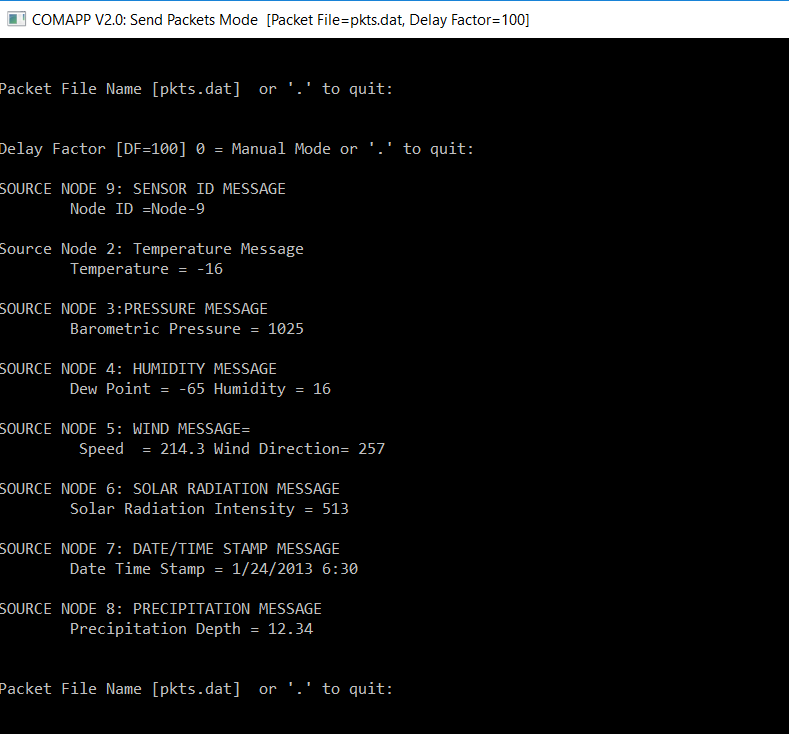 COMAPP V2.0: Send Packets Mode  [Packet File=pkts.dat, Delay Factor=100]
Packet File Name [pkts.dat]  or '.' to quit:
Delay Factor [DF=100] 0 = Manual Mode or '.' to quit:
SOURCE NODE 9: SENSOR ID MESSAGE
Node ID =Node-9
Source Node 2: Temperature Message
Temperature = -16
SOURCE NODE 3:PRESSURE MESSAGE
Barometric Pressure = 1025
SOURCE NODE 4: HUMIDITY MESSAGE
Dew Point = -65 Humidity = 16
SOURCE NODE 5: WIND MESSAGE=
Speed  = 214.3 Wind Direction= 257
SOURCE NODE 6: SOLAR RADIATION MESSAGE
Solar Radiation Intensity = 513
SOURCE NODE 7: DATE/TIME STAMP MESSAGE
Date Time Stamp = 1/24/2013 6:30
SOURCE NODE 8: PRECIPITATION MESSAGE
Precipitation Depth = 12.34
Packet File Name [pkts.dat]  or '.' to quit: